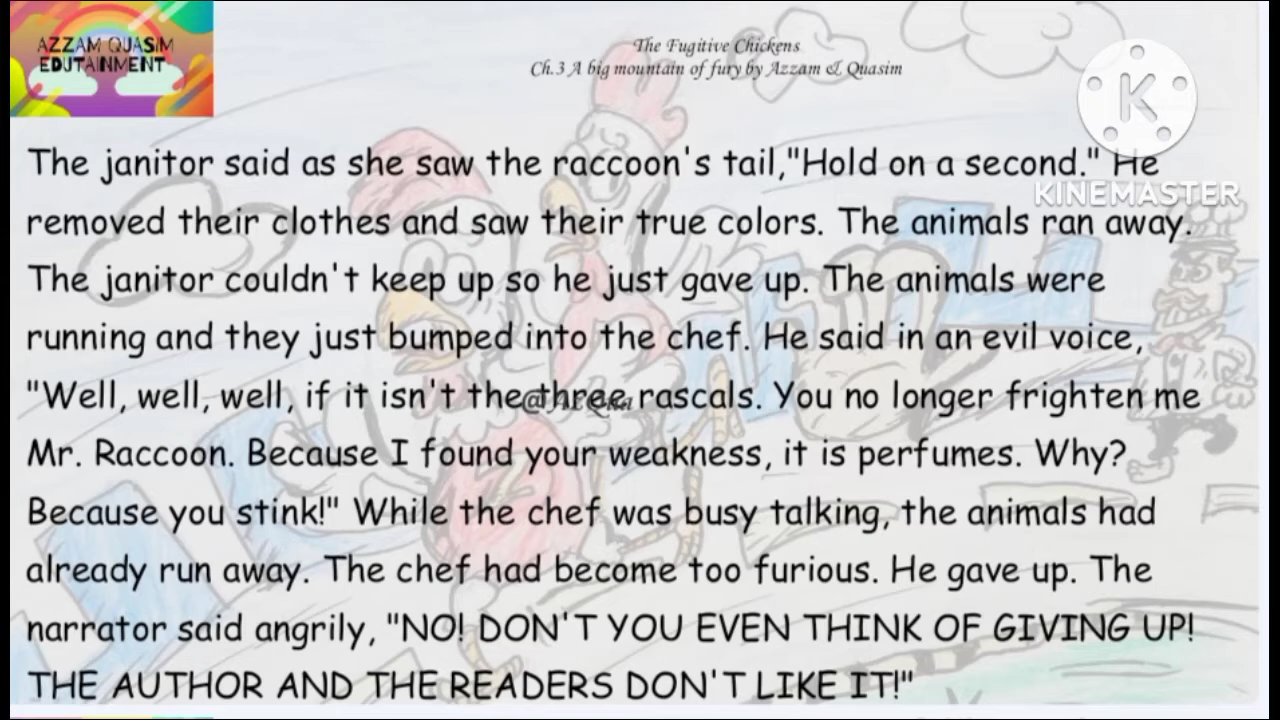 AZZAM QUASIM
EDUTAINMENT
The Fugitive Chickens
Ch.3 A big mountain of fury by Azzam & Quasim
K
KINEMASTER
The janitor said as she saw the raccoon's tail,"Hold on a second." He
removed their clothes and saw their true colors. The animals ran away.
The janitor couldn't keep up so he just gave up. The animals were
running and they just bumped into the chef. He said in an evil voice,
"Well, well, well, if it isn't the three rascals. You no longer frighten me
Mr. Raccoon. Because I found your weakness, it is perfumes. Why?
Because you stink!" While the chef was busy talking, the animals had
already run away. The chef had become too furious. He gave up. The
narrator said angrily, "NO! DON'T YOU EVEN THINK OF GIVING UP!
THE AUTHOR AND THE READERS DON'T LIKE IT!"